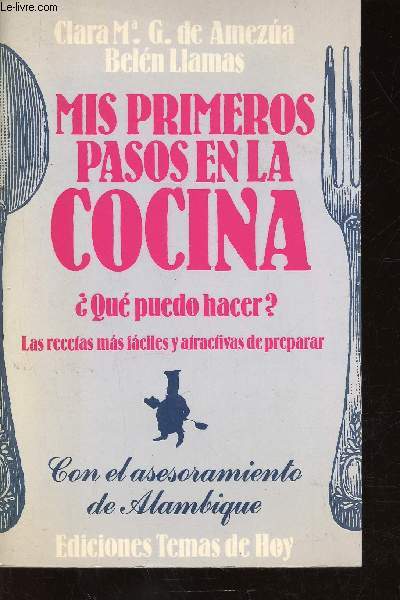 Le-livre.com
Clara Mª. G. de Amezúa
Belén Llamas
MIS PRIMEROS
PASOS EN LA
COCINA
¿Qué puedo hacer?
Las recetas más fáciles y atractivas de preparar
Con el asesoramiento
de Alambique
Ediciones Temas de Hoy